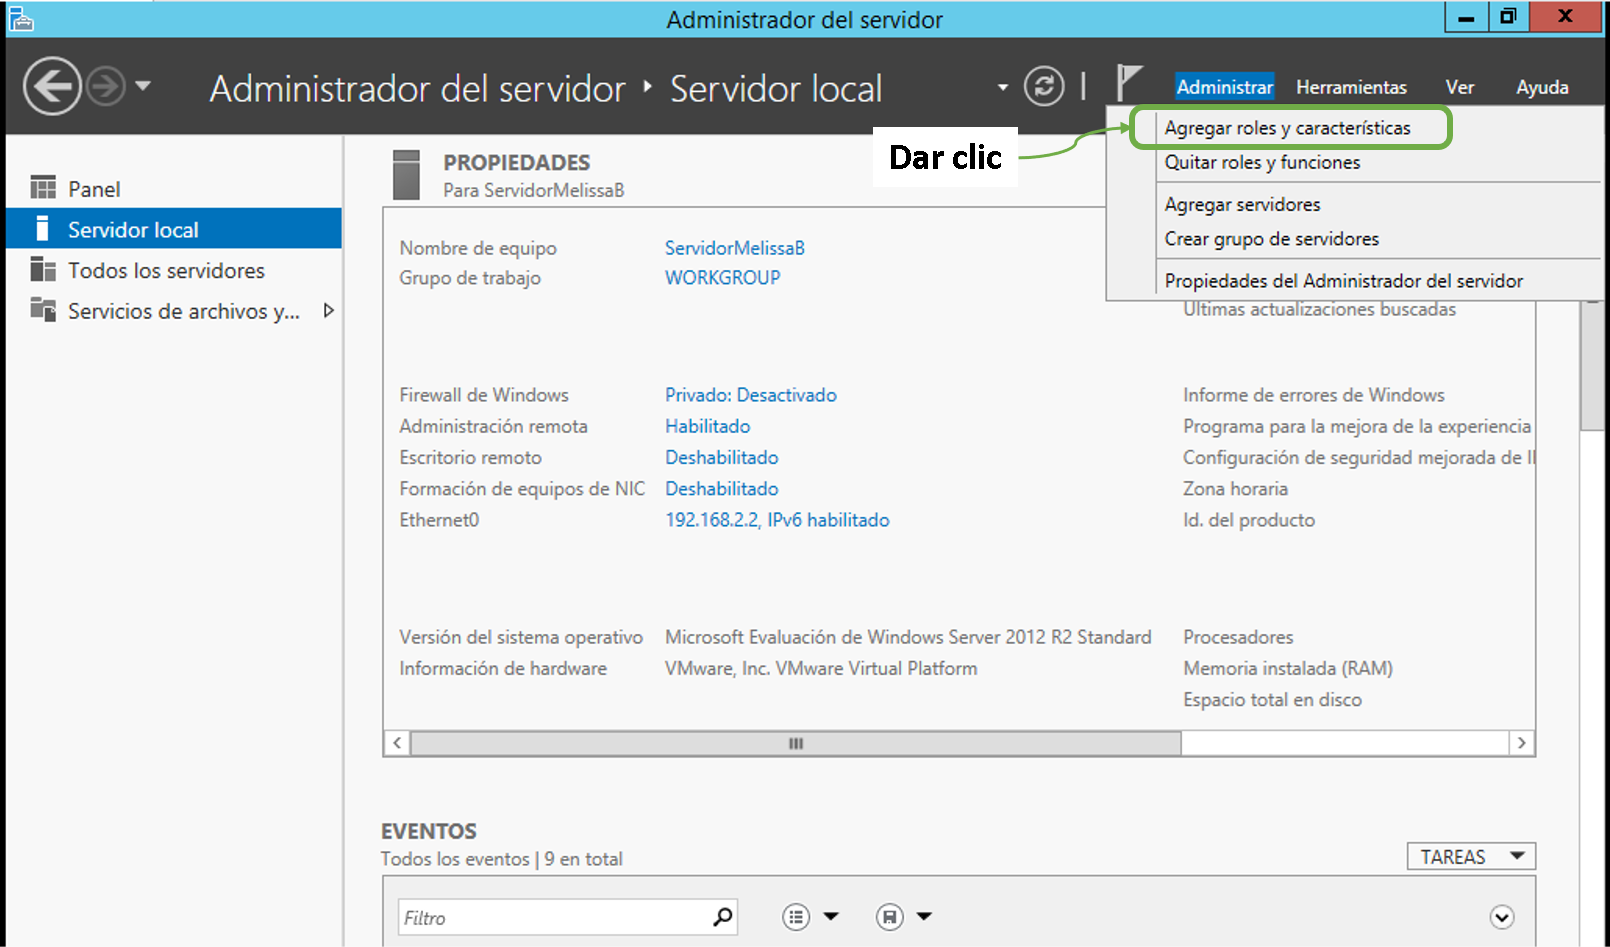 Administrador del servidor
Administrador del servidor ‣ Servidor local
Administrar Herramientas Ver Ayuda
Agregar roles y características
Quitar roles y funciones
Agregar servidores
Crear grupo de servidores
Propiedades del Administrador del servidor
Dar clic
Panel
Servidor local
Todos los servidores
Servicios de archivos y...
PROPIEDADES
Para ServidorMelissaB
Nombre de equipo ServidorMelissaB
Grupo de trabajo WORKGROUP
Últimas actualizaciones buscadas
Firewall de Windows Privado: Desactivado Informe de errores de Windows
Administración remota Habilitado Programa para la mejora de la experiencia
Escritorio remoto Deshabilitado Configuración de seguridad mejorada de
Formación de equipos de NIC Deshabilitado Zona horaria
Ethernet0 192.168.2.2, IPv6 habilitado Id. del producto
Versión del sistema operativo Microsoft Evaluación de Windows Server 2012 R2 Standard Procesadores
Información de hardware VMware, Inc. VMware Virtual Platform Memoria instalada (RAM)
Espacio total en disco
EVENTOS
Todos los eventos | 9 en total
TAREAS
Filtro